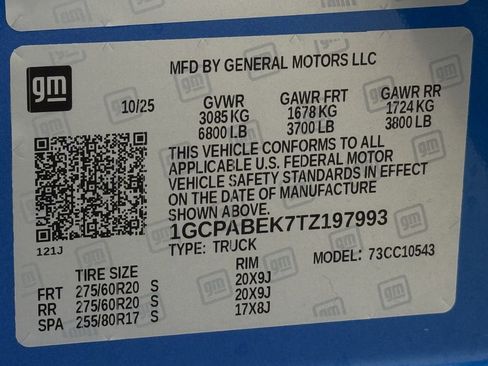 gm
MFD BY GENERAL MOTORS LLC
10/25
GVWR GAWR FRT GAWR RR
3085 KG 1678 KG 1724 KG
6800 LB 3700 LB 3800 LB
THIS VEHICLE CONFORMS TO ALL
APPLICABLE U.S. FEDERAL MOTOR
VEHICLE SAFETY STANDARDS IN EFFECT
ON THE DATE OF MANUFACTURE
SHOWN ABOVE.
1GCPABEK7TZ197993
121J
TYPE: TRUCK
MODEL: 73CC10543
TIRE SIZE RIM
FRT 275/60R20 S 20X9J
RR 275/60R20 S 20X9J
SPA 255/80R17 S 17X8J